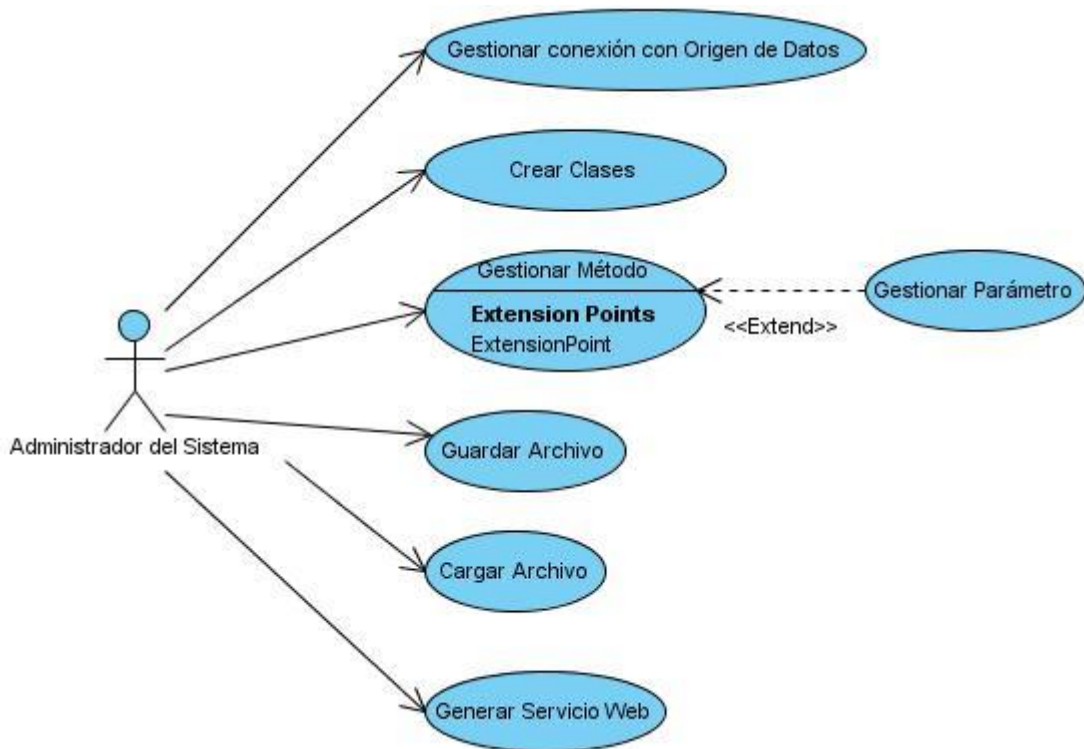 Gestionar conexión con Origen de Datos
Crear Clases
Gestionar Método
Extension Points
ExtensionPoint
Gestionar Parámetro
<<Extend>>
Administrador del Sistema
Guardar Archivo
Cargar Archivo
Generar Servicio Web